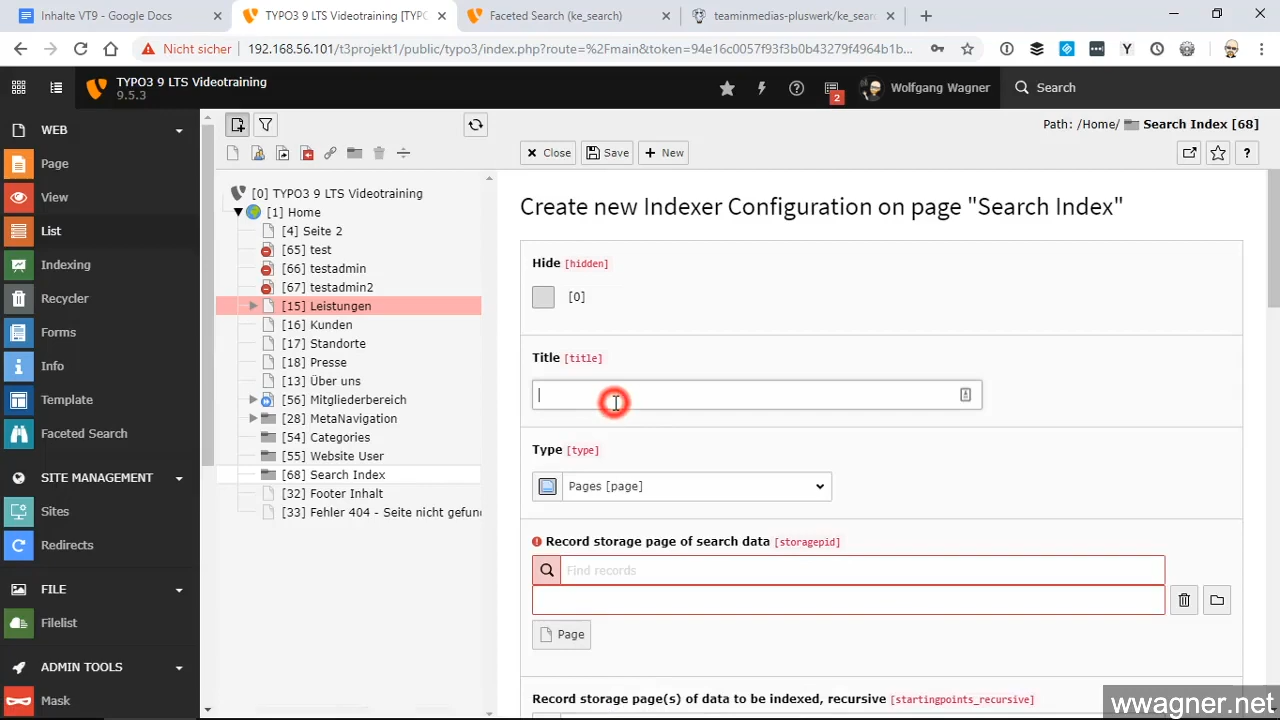 Inhalte VT9 - Google Docs
TYPO3 9 LTS Videotraining [TYPO
Faceted Search (ke_search)
teaminmedias-pluswerk/ke_searc
Nicht sicher
192.168.56.101/t3projekt1/public/typo3/index.php?route=%2Fmain&token=94e16c0057f93f3b0b43279f4964b1b...
TYPO3 9 LTS Videotraining
9.5.3
2
Wolfgang Wagner
Search
WEB
Page
View
List
Indexing
Recycler
Forms
Info
Template
Faceted Search
SITE MANAGEMENT
Sites
Redirects
FILE
Filelist
ADMIN TOOLS
Mask
[0] TYPO3 9 LTS Videotraining
[1] Home
[4] Seite 2
[65] test
[66] testadmin
[67] testadmin2
[15] Leistungen
[16] Kunden
[17] Standorte
[18] Presse
[13] Über uns
[56] Mitgliederbereich
[28] MetaNavigation
[54] Categories
[55] Website User
[68] Search Index
[32] Footer Inhalt
[33] Fehler 404 - Seite nicht gefun
Path: /Home/ Search Index [68]
Close
Save
New
Create new Indexer Configuration on page "Search Index"
Hide [hidden]
[0]
Title [title]
Type [type]
Pages [page]
Record storage page of search data [storagepid]
Find records
Page
Record storage page(s) of data to be indexed, recursive [startingpoints_recursive]
wwagner.net